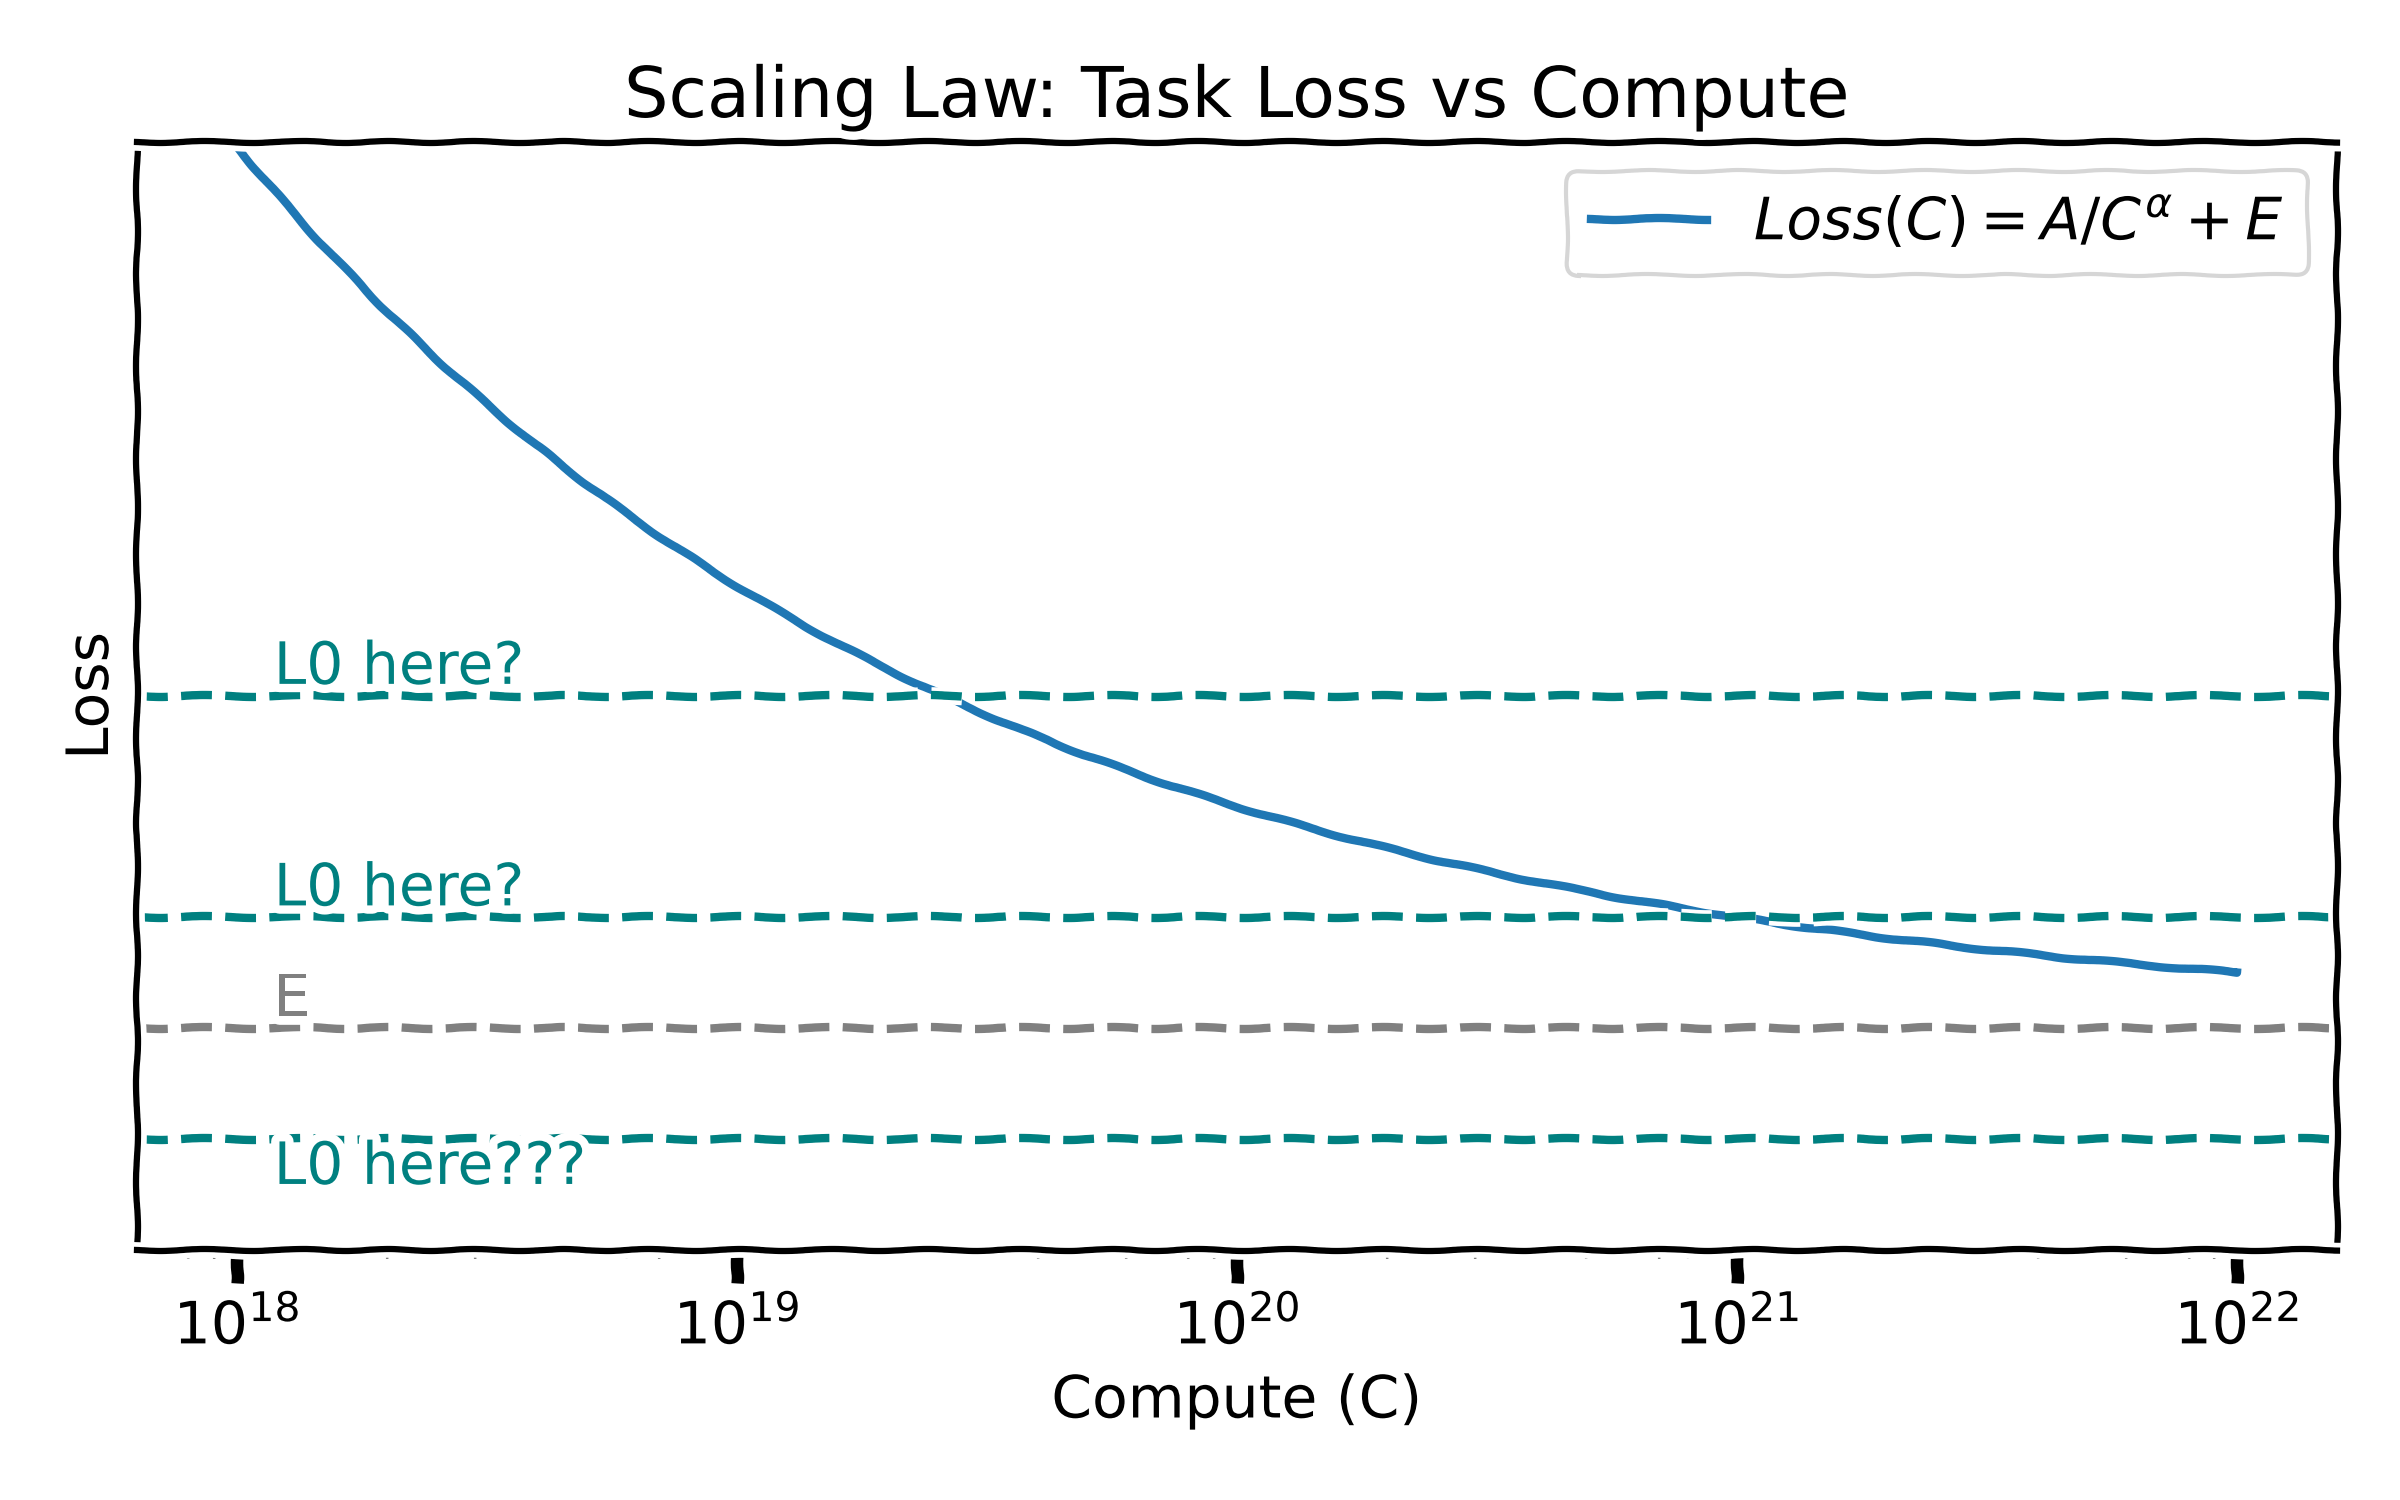 Scaling Law: Task Loss vs Compute
Loss(C) = A/C^α + E
Loss
L0 here?
L0 here?
E
L0 here???
10^18 10^19 10^20 10^21 10^22
Compute (C)